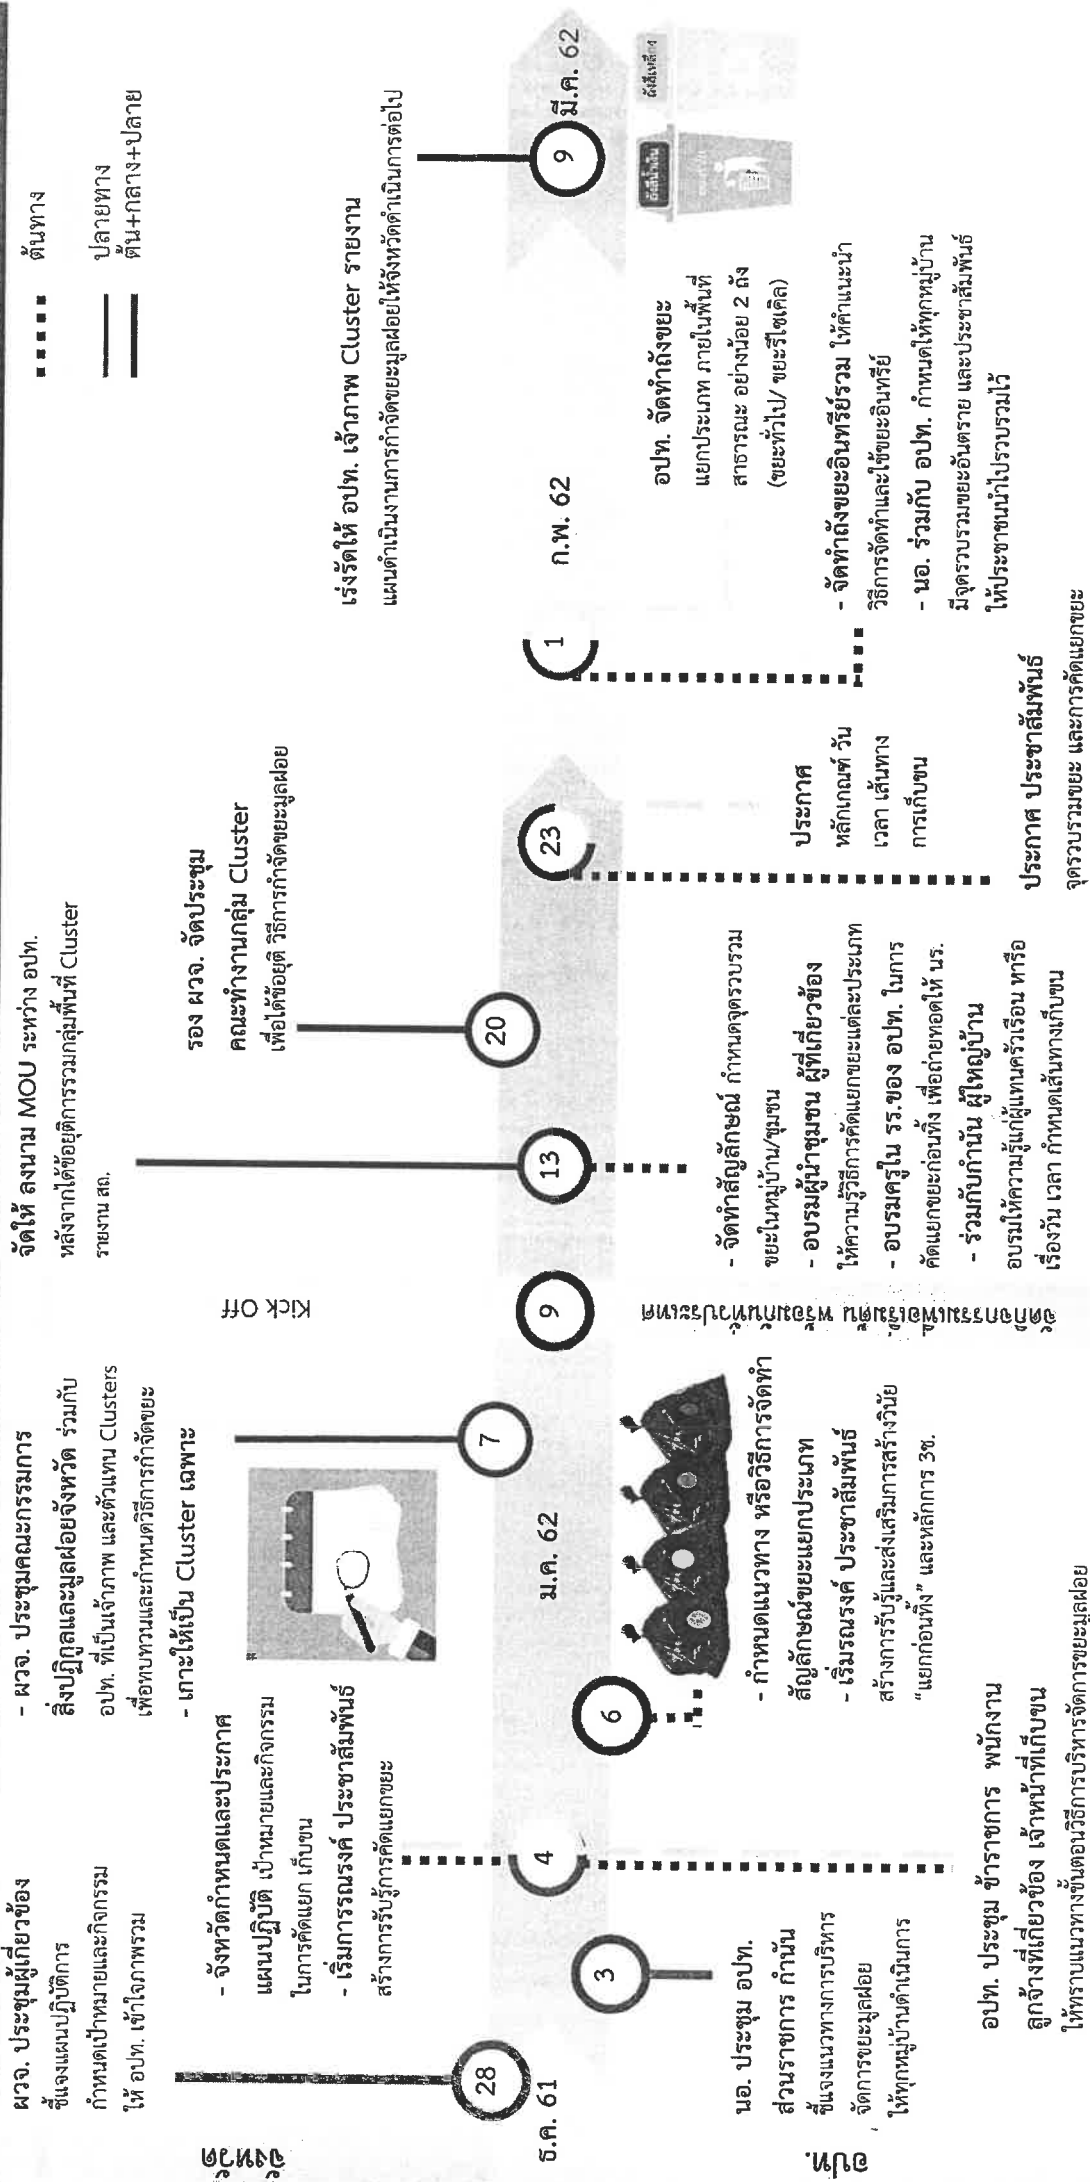 ต้นทาง
ปลายทาง
ต้น+กลาง+ปลาย
จังหวัด
ผวจ. ประชุมผู้เกี่ยวข้อง
ชี้แจงแผนปฏิบัติการ
กำหนดเป้าหมายและกิจกรรม
ให้ อปท. เข้าใจภาพรวม
- จังหวัดกำหนดและประกาศ
แผนปฏิบัติ เป้าหมายและกิจกรรม
ในการคัดแยก เก็บขน
- เริ่มการรณรงค์ ประชาสัมพันธ์
สร้างการรับรู้การคัดแยกขยะ
- ผวจ. ประชุมคณะกรรมการ
สิ่งปฏิกูลและมูลฝอยจังหวัด ร่วมกับ
อปท. ที่เป็นเจ้าภาพ และตัวแทน Clusters
เพื่อทบทวนและกำหนดวิธีการกำจัดขยะ
- เกาะให้เป็น Cluster เฉพาะ
Kick Off
จัดให้ ลงนาม MOU ระหว่าง อปท.
หลังจากได้ข้อยุติการรวมกลุ่มพื้นที่ Cluster
รายงาน สถ.
รอง ผวจ. จัดประชุม
คณะทำงานกลุ่ม Cluster
เพื่อได้ข้อยุติ วิธีการกำจัดขยะมูลฝอย
เร่งรัดให้ อปท. เจ้าภาพ Cluster รายงาน
แผนดำเนินงานการกำจัดขยะมูลฝอยให้จังหวัดดำเนินการต่อไป
28
ธ.ค. 61
3
4
6
ม.ค. 62
7
9
13
20
23
1
ก.พ. 62
9
มี.ค. 62
อปท.
นอ. ประชุม อปท.
ส่วนราชการ กำนัน
ชี้แจงแนวทางการบริหาร
จัดการขยะมูลฝอย
ให้ทุกหมู่บ้านดำเนินการ
อปท. ประชุม ข้าราชการ พนักงาน
ลูกจ้างที่เกี่ยวข้อง เจ้าหน้าที่เก็บขน
ให้ทราบแนวทางขั้นตอนวิธีการบริหารจัดการขยะมูลฝอย
- กำหนดแนวทาง หรือวิธีการจัดทำ
สัญลักษณ์ขยะแยกประเภท
- เริ่มรณรงค์ ประชาสัมพันธ์
สร้างการรับรู้และส่งเสริมการสร้างวินัย
“แยกก่อนทิ้ง” และหลักการ 3ช.
จัดกิจกรรมเพื่อเริ่มต้น พร้อมกันทั่วประเทศ
- จัดทำสัญลักษณ์ กำหนดจุดรวบรวม
ขยะในหมู่บ้าน/ชุมชน
- อบรมผู้นำชุมชน ผู้ที่เกี่ยวข้อง
ให้ความรู้วิธีการคัดแยกขยะแต่ละประเภท
- อบรมครูใน รร.ของ อปท. ในการ
คัดแยกขยะก่อนทิ้ง เพื่อถ่ายทอดให้ นร.
- ร่วมกับกำนัน ผู้ใหญ่บ้าน
อบรมให้ความรู้แก่ผู้แทนครัวเรือน หารือ
เรื่องวัน เวลา กำหนดเส้นทางเก็บขน
ประกาศ
หลักเกณฑ์ วัน
เวลา เส้นทาง
การเก็บขน
ประกาศ ประชาสัมพันธ์
จุดรวบรวมขยะ และการคัดแยกขยะ
อปท. จัดทำถังขยะ
แยกประเภท ภายในพื้นที่
สาธารณะ อย่างน้อย 2 ถัง
(ขยะทั่วไป/ ขยะรีไซเคิล)
- จัดทำถังขยะอินทรีย์รวม ให้คำแนะนำ
วิธีการจัดทำและใช้ขยะอินทรีย์
- นอ. ร่วมกับ อปท. กำหนดให้ทุกหมู่บ้าน
มีจุดรวบรวมขยะอันตราย และประชาสัมพันธ์
ให้ประชาชนนำไปรวบรวมไว้
ถังสีน้ำเงิน
ถังสีเหลือง